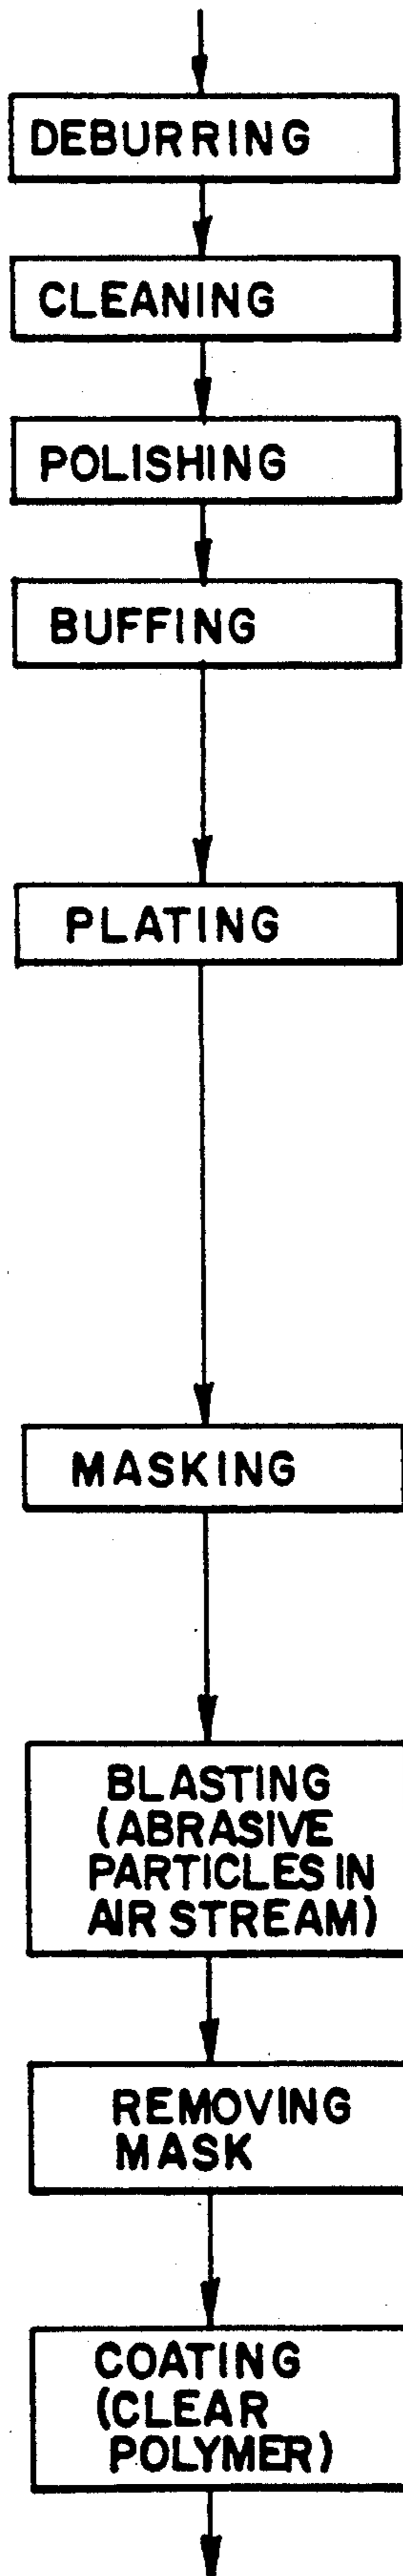 DEBURRING
CLEANING
POLISHING
BUFFING
PLATING
MASKING
BLASTING
(ABRASIVE
PARTICLES IN
AIR STREAM)
REMOVING
MASK
COATING
(CLEAR
POLYMER)